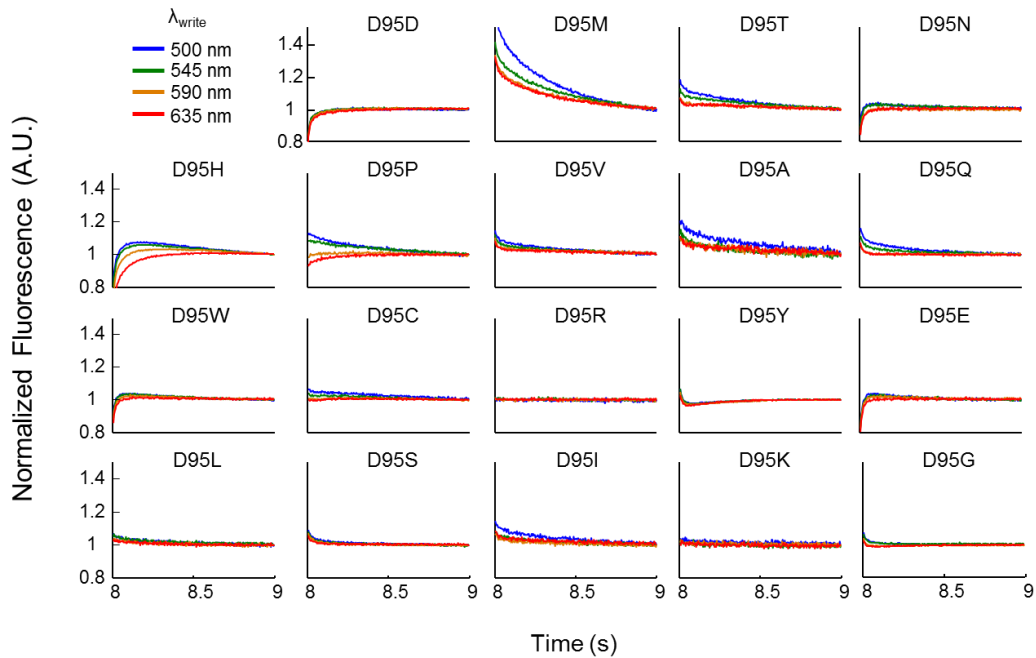 λwrite
500 nm
545 nm
590 nm
635 nm
D95D D95M D95T D95N
1.4
1.2
1
0.8
D95H D95P D95V D95A D95Q
1.4
1.2
1
0.8
D95W D95C D95R D95Y D95E
1.4
1.2
1
0.8
D95L D95S D95I D95K D95G
1.4
1.2
1
0.8
8 8.5 9 8 8.5 9 8 8.5 9 8 8.5 9 8 8.5 9
Time (s)
Normalized Fluorescence (A.U.)